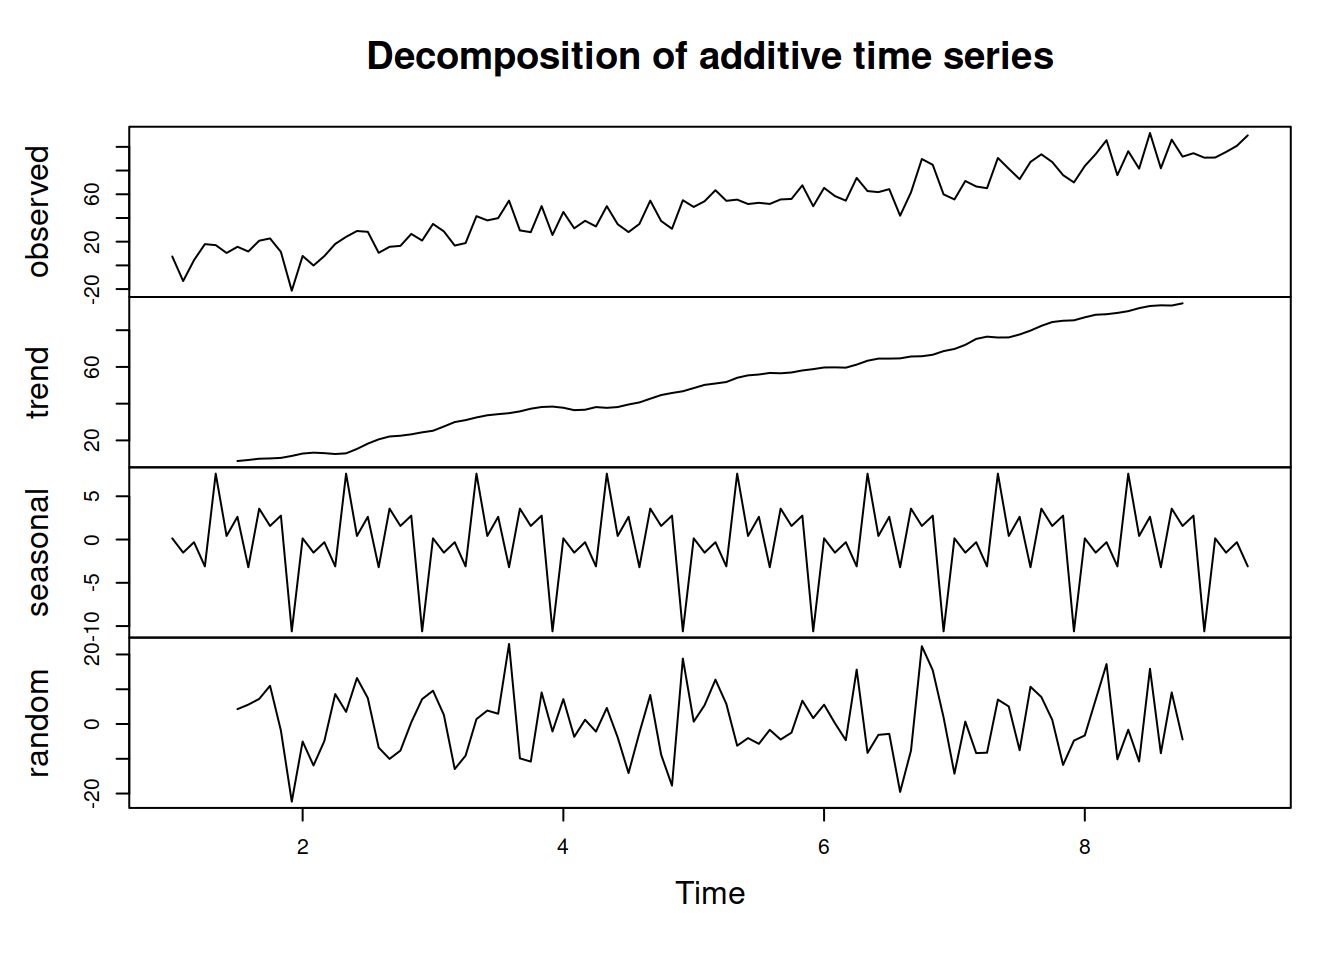 Decomposition of additive time series
observed
-20 20 60
trend
20 60
seasonal
-10 -5 0 5
random
-20 0 20
2 4 6 8
Time